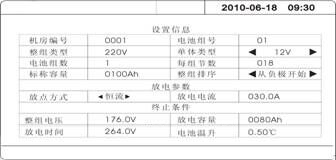 2010-06-18 09:30
设置信息
机房编号 0001 电池组号 01
整组类型 220V 单体类型 ◀ 12V ▶
电池组数 1 每组节数 018
标称容量 0100Ah 整组排序 ◀从负极开始▶
放电参数
放点方式 ◀恒流▶ 放电电流 030.0A
终止条件
整组电压 176.0V 放电容量 0080Ah
放电时间 264.0V 电池温升 0.50℃